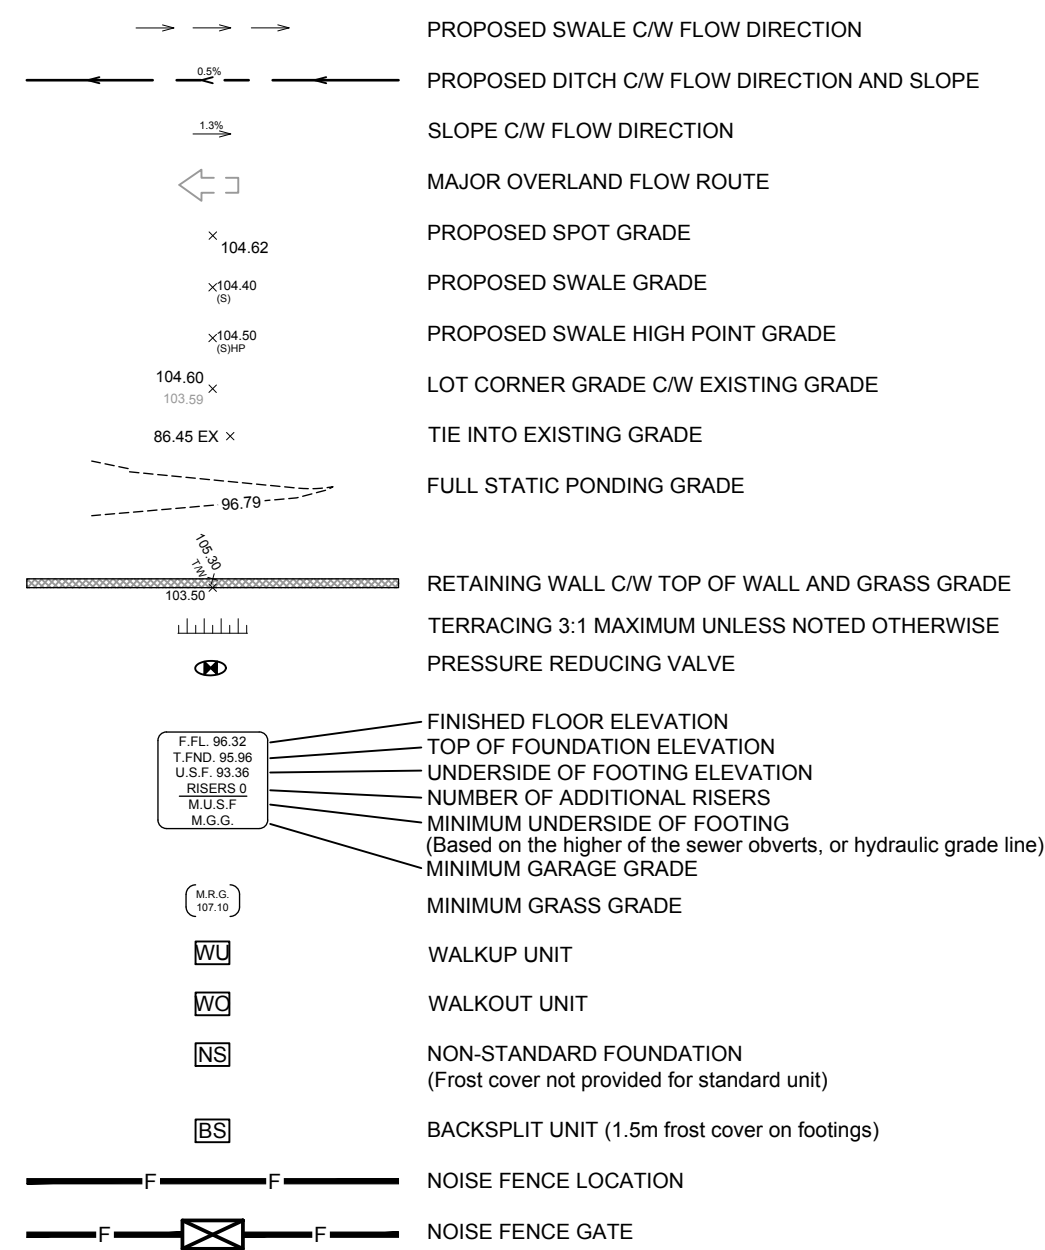 PROPOSED SWALE C/W FLOW DIRECTION
0.5% PROPOSED DITCH C/W FLOW DIRECTION AND SLOPE
1.3% SLOPE C/W FLOW DIRECTION
MAJOR OVERLAND FLOW ROUTE
104.62 PROPOSED SPOT GRADE
104.40 PROPOSED SWALE GRADE
(S)
104.50 PROPOSED SWALE HIGH POINT GRADE
(S)HP
104.60 LOT CORNER GRADE C/W EXISTING GRADE
103.59
86.45 EX TIE INTO EXISTING GRADE
96.79 FULL STATIC PONDING GRADE
105.30
T/W
103.50 RETAINING WALL C/W TOP OF WALL AND GRASS GRADE
TERRACING 3:1 MAXIMUM UNLESS NOTED OTHERWISE
PRESSURE REDUCING VALVE
F.FL. 96.32 FINISHED FLOOR ELEVATION
T.FND. 95.96 TOP OF FOUNDATION ELEVATION
U.S.F. 93.36 UNDERSIDE OF FOOTING ELEVATION
RISERS 0 NUMBER OF ADDITIONAL RISERS
M.U.S.F MINIMUM UNDERSIDE OF FOOTING
(Based on the higher of the sewer obverts, or hydraulic grade line)
M.G.G. MINIMUM GARAGE GRADE
M.R.G.
107.10 MINIMUM GRASS GRADE
WU WALKUP UNIT
WO WALKOUT UNIT
NS NON-STANDARD FOUNDATION
(Frost cover not provided for standard unit)
BS BACKSPLIT UNIT (1.5m frost cover on footings)
F F NOISE FENCE LOCATION
F F NOISE FENCE GATE